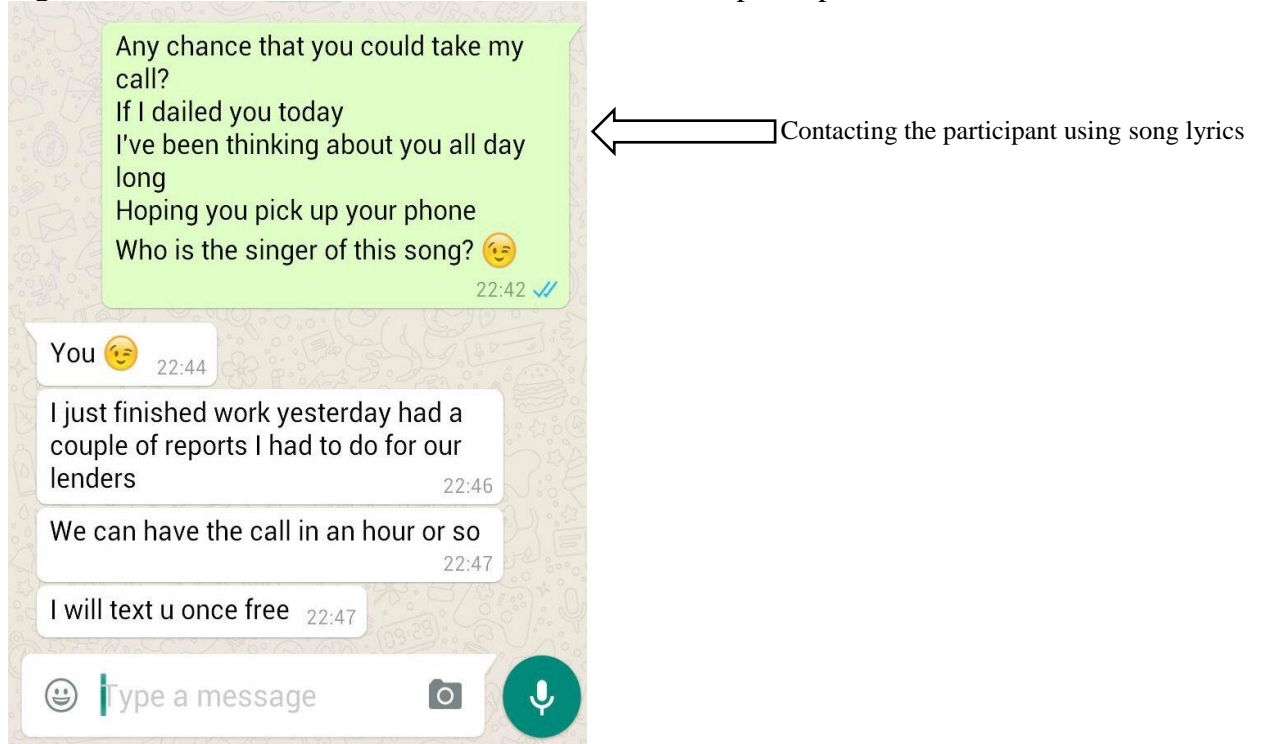 Any chance that you could take my
call?
If I dailed you today
I've been thinking about you all day
long
Hoping you pick up your phone
Who is the singer of this song? 😉
22:42
Contacting the participant using song lyrics
You 😉 22:44
I just finished work yesterday had a
couple of reports I had to do for our
lenders 22:46
We can have the call in an hour or so
22:47
I will text u once free 22:47
Type a message